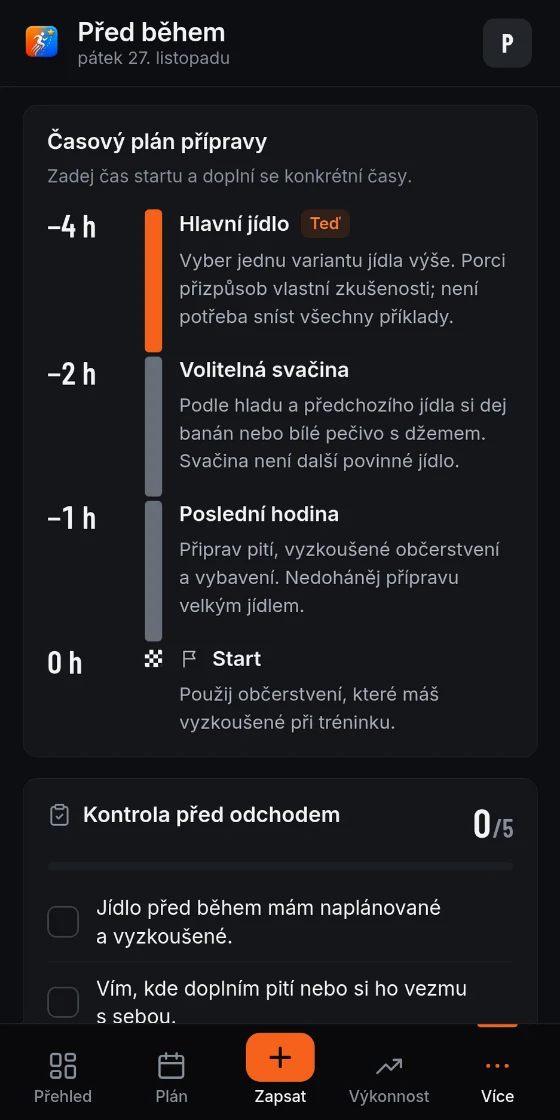 Před během
pátek 27. listopadu
P
Časový plán přípravy
Zadej čas startu a doplní se konkrétní časy.
−4 h
Hlavní jídlo
Teď
Vyber jednu variantu jídla výše. Porci
přizpůsob vlastní zkušenosti; není
potřeba sníst všechny příklady.
−2 h
Volitelná svačina
Podle hladu a předchozího jídla si dej
banán nebo bílé pečivo s džemem.
Svačina není další povinné jídlo.
−1 h
Poslední hodina
Připrav pití, vyzkoušené občerstvení
a vybavení. Nedoháněj přípravu
velkým jídlem.
0 h
Start
Použij občerstvení, které máš
vyzkoušené při tréninku.
Kontrola před odchodem
0/5
Jídlo před během mám naplánované
a vyzkoušené.
Vím, kde doplním pití nebo si ho vezmu
s sebou.
Přehled
Plán
Zapsat
Výkonnost
Více